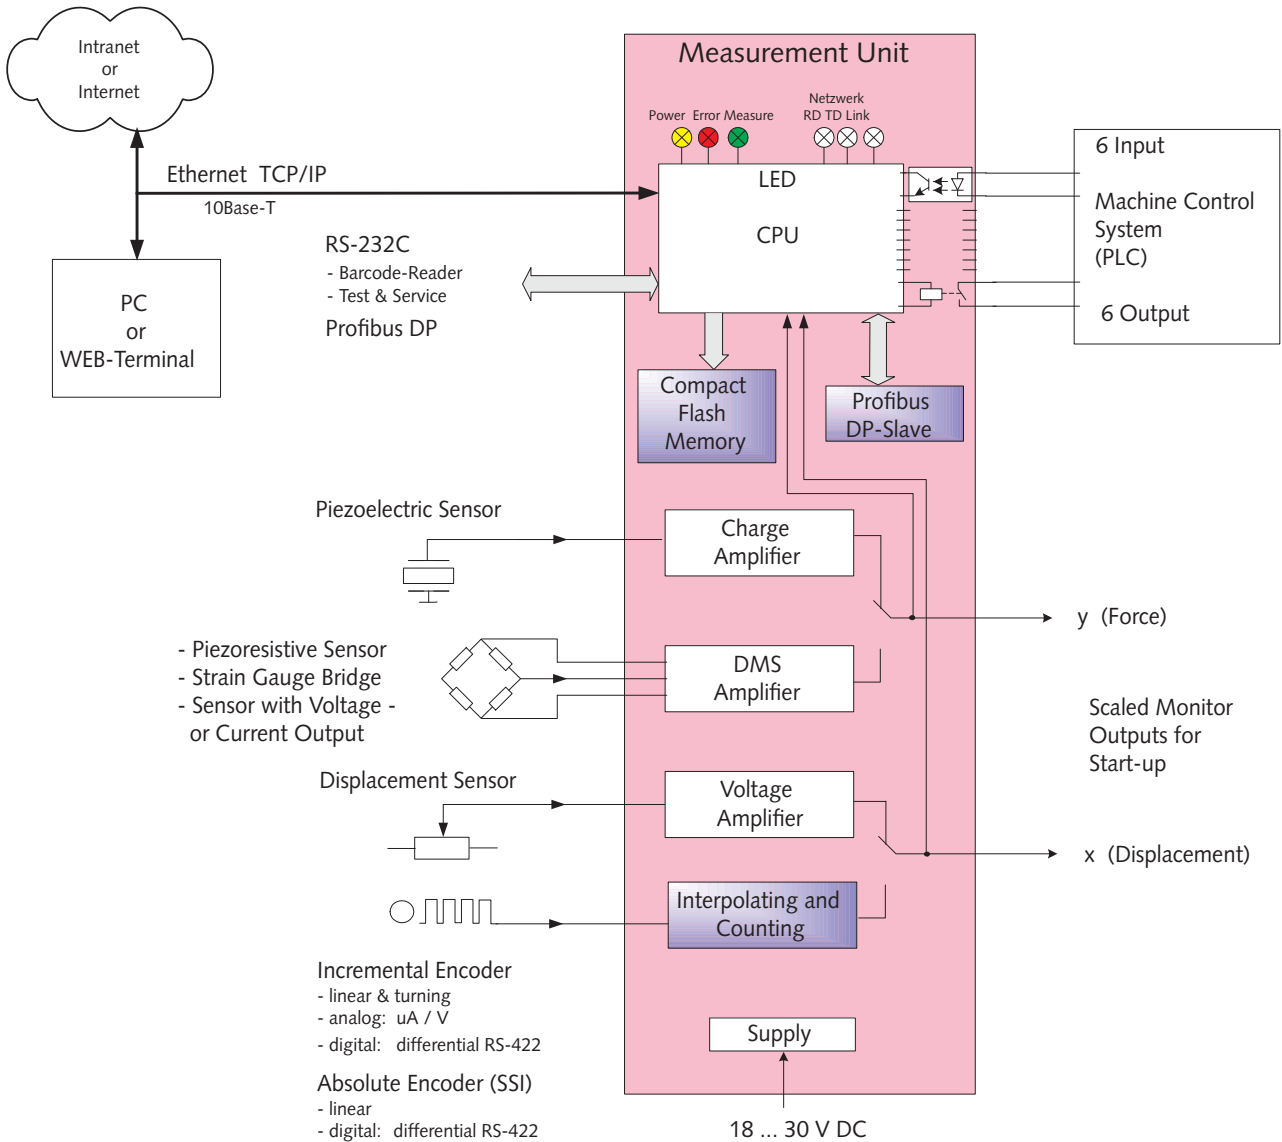 Intranet
or
Internet
Ethernet TCP/IP
10Base-T
PC
or
WEB-Terminal
RS-232C
- Barcode-Reader
- Test & Service
Profibus DP
Measurement Unit
Netzwerk
Power Error Measure RD TD Link
LED
CPU
6 Input
Machine Control
System
(PLC)
6 Output
Compact
Flash
Memory
Profibus
DP-Slave
Piezoelectric Sensor
Charge
Amplifier
y (Force)
- Piezoresistive Sensor
- Strain Gauge Bridge
- Sensor with Voltage -
or Current Output
DMS
Amplifier
Scaled Monitor
Outputs for
Start-up
Displacement Sensor
Voltage
Amplifier
x (Displacement)
Interpolating and
Counting
Incremental Encoder
- linear & turning
- analog: uA / V
- digital: differential RS-422
Absolute Encoder (SSI)
- linear
- digital: differential RS-422
Supply
18 ... 30 V DC